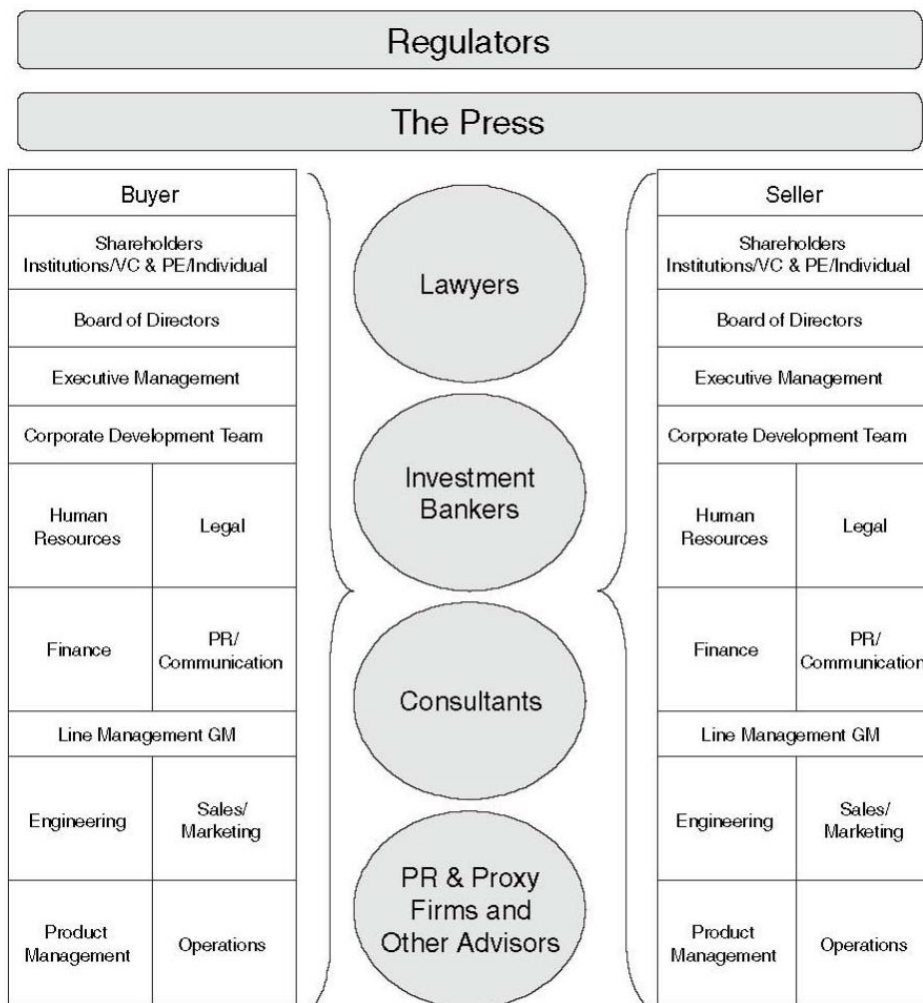 Regulators
The Press
Buyer
Shareholders
Institutions/VC & PE/Individual
Board of Directors
Executive Management
Corporate Development Team
Human
Resources
Legal
Finance
PR/
Communication
Line Management GM
Engineering
Sales/
Marketing
Product
Management
Operations
Lawyers
Investment
Bankers
Consultants
PR & Proxy
Firms and
Other Advisors
Seller
Shareholders
Institutions/VC & PE/Individual
Board of Directors
Executive Management
Corporate Development Team
Human
Resources
Legal
Finance
PR/
Communication
Line Management GM
Engineering
Sales/
Marketing
Product
Management
Operations